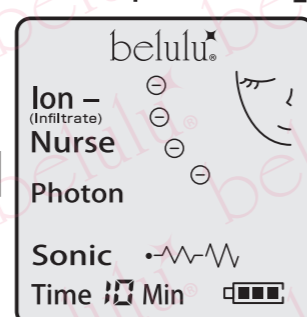 belulu®
Ion –
(Infiltrate)
Nurse
Photon
Sonic
Time 10 Min